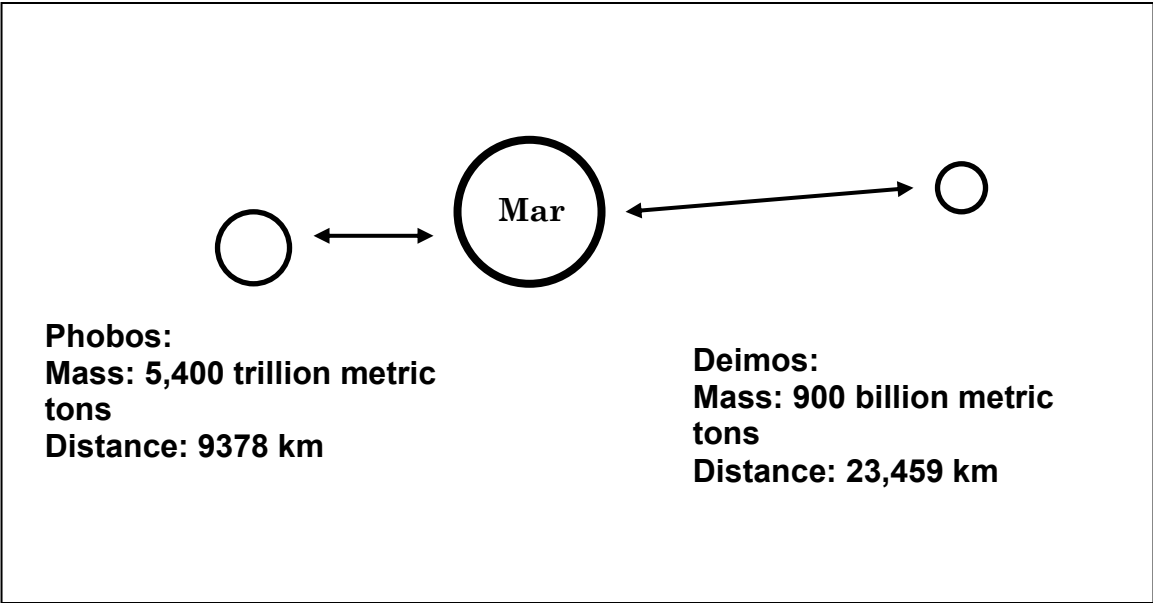 Mar
Phobos:
Mass: 5,400 trillion metric
tons
Distance: 9378 km
Deimos:
Mass: 900 billion metric
tons
Distance: 23,459 km